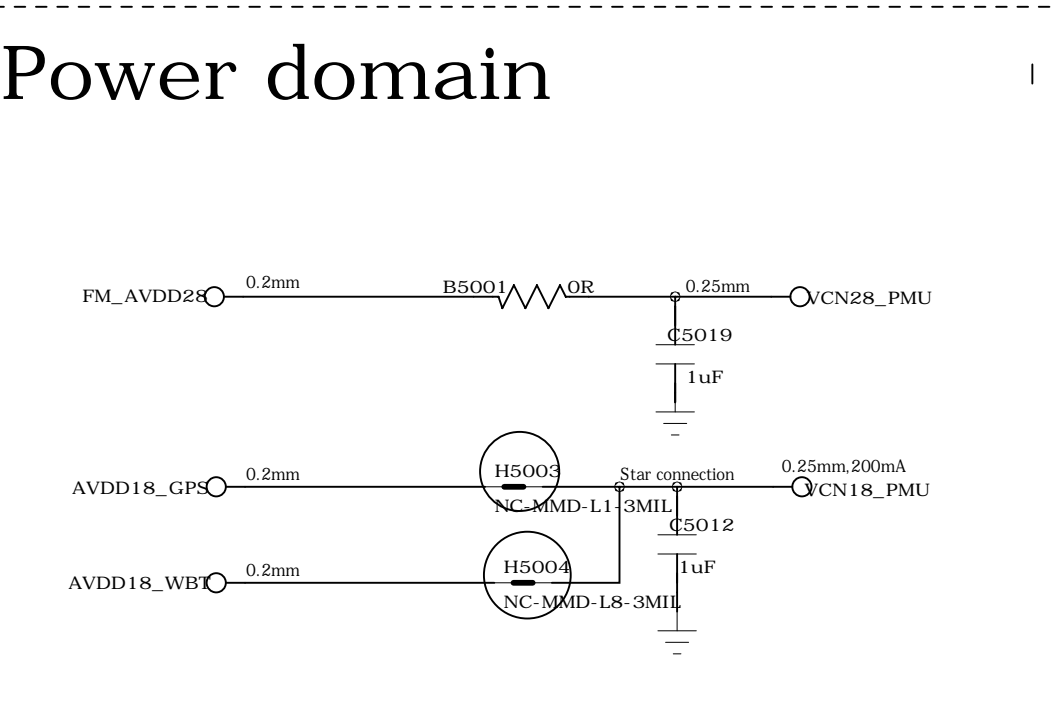 Power domain
FM_AVDD28 0.2mm B5001 0R 0.25mm VCN28_PMU
C5019
1uF
AVDD18_GPS 0.2mm H5003 Star connection 0.25mm,200mA VCN18_PMU
NC-MMD-L1-3MIL
C5012
AVDD18_WBT 0.2mm H5004 1uF
NC-MMD-L8-3MIL